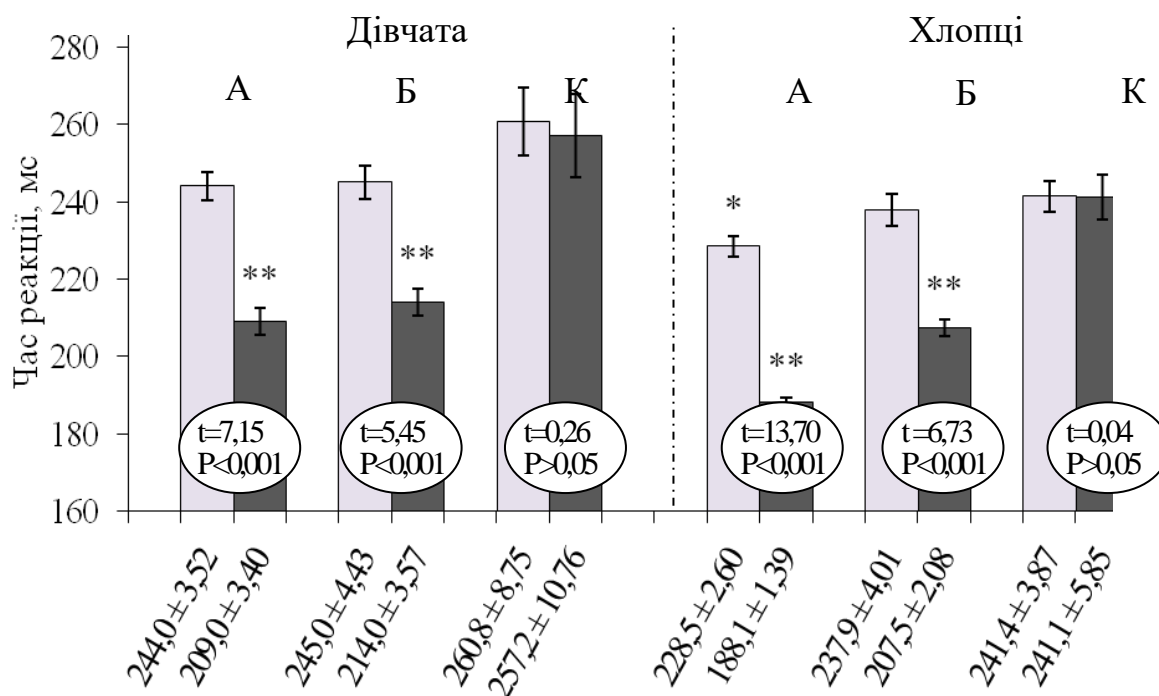 Дівчата
Хлопці
А
Б
К
А
Б
К
Час реакції, мс
280
260
240
220
200
180
160
**
**
*
**
**
t=7,15
P<0,001
t=5,45
P<0,001
t=0,26
P>0,05
t=13,70
P<0,001
t=6,73
P<0,001
t=0,04
P>0,05
244,0 ± 3,52
209,0 ± 3,40
245,0 ± 4,43
214,0 ± 3,57
260,8 ± 8,75
257,2 ± 10,76
228,5 ± 2,60
188,1 ± 1,39
237,9 ± 4,01
207,5 ± 2,08
241,4 ± 3,87
241,1 ± 5,85